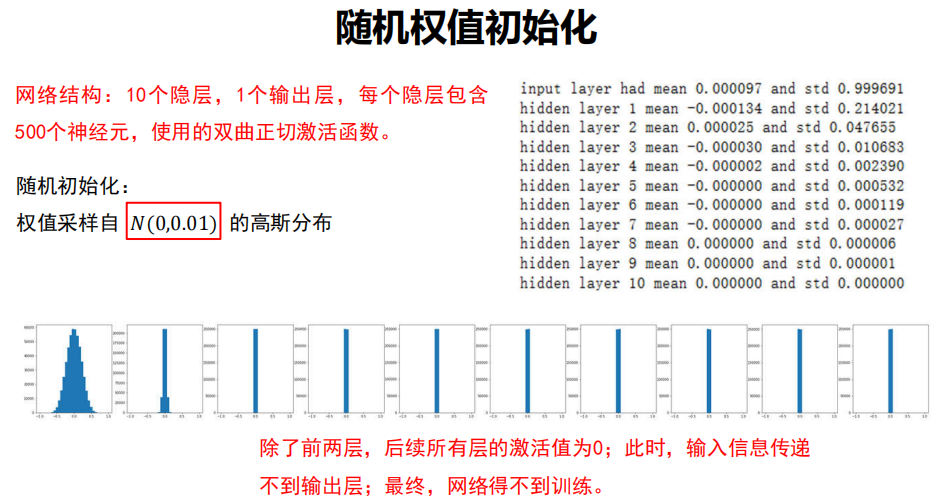 随机权值初始化
网络结构：10个隐层，1个输出层，每个隐层包含
500个神经元，使用的双曲正切激活函数。
随机初始化：
权值采样自 N(0,0.01) 的高斯分布
input layer had mean 0.000097 and std 0.999691
hidden layer 1 mean -0.000134 and std 0.214021
hidden layer 2 mean 0.000025 and std 0.047655
hidden layer 3 mean -0.000030 and std 0.010683
hidden layer 4 mean -0.000002 and std 0.002390
hidden layer 5 mean -0.000000 and std 0.000532
hidden layer 6 mean -0.000000 and std 0.000119
hidden layer 7 mean -0.000000 and std 0.000027
hidden layer 8 mean 0.000000 and std 0.000006
hidden layer 9 mean 0.000000 and std 0.000001
hidden layer 10 mean 0.000000 and std 0.000000
除了前两层，后续所有层的激活值为0；此时，输入信息传递
不到输出层；最终，网络得不到训练。